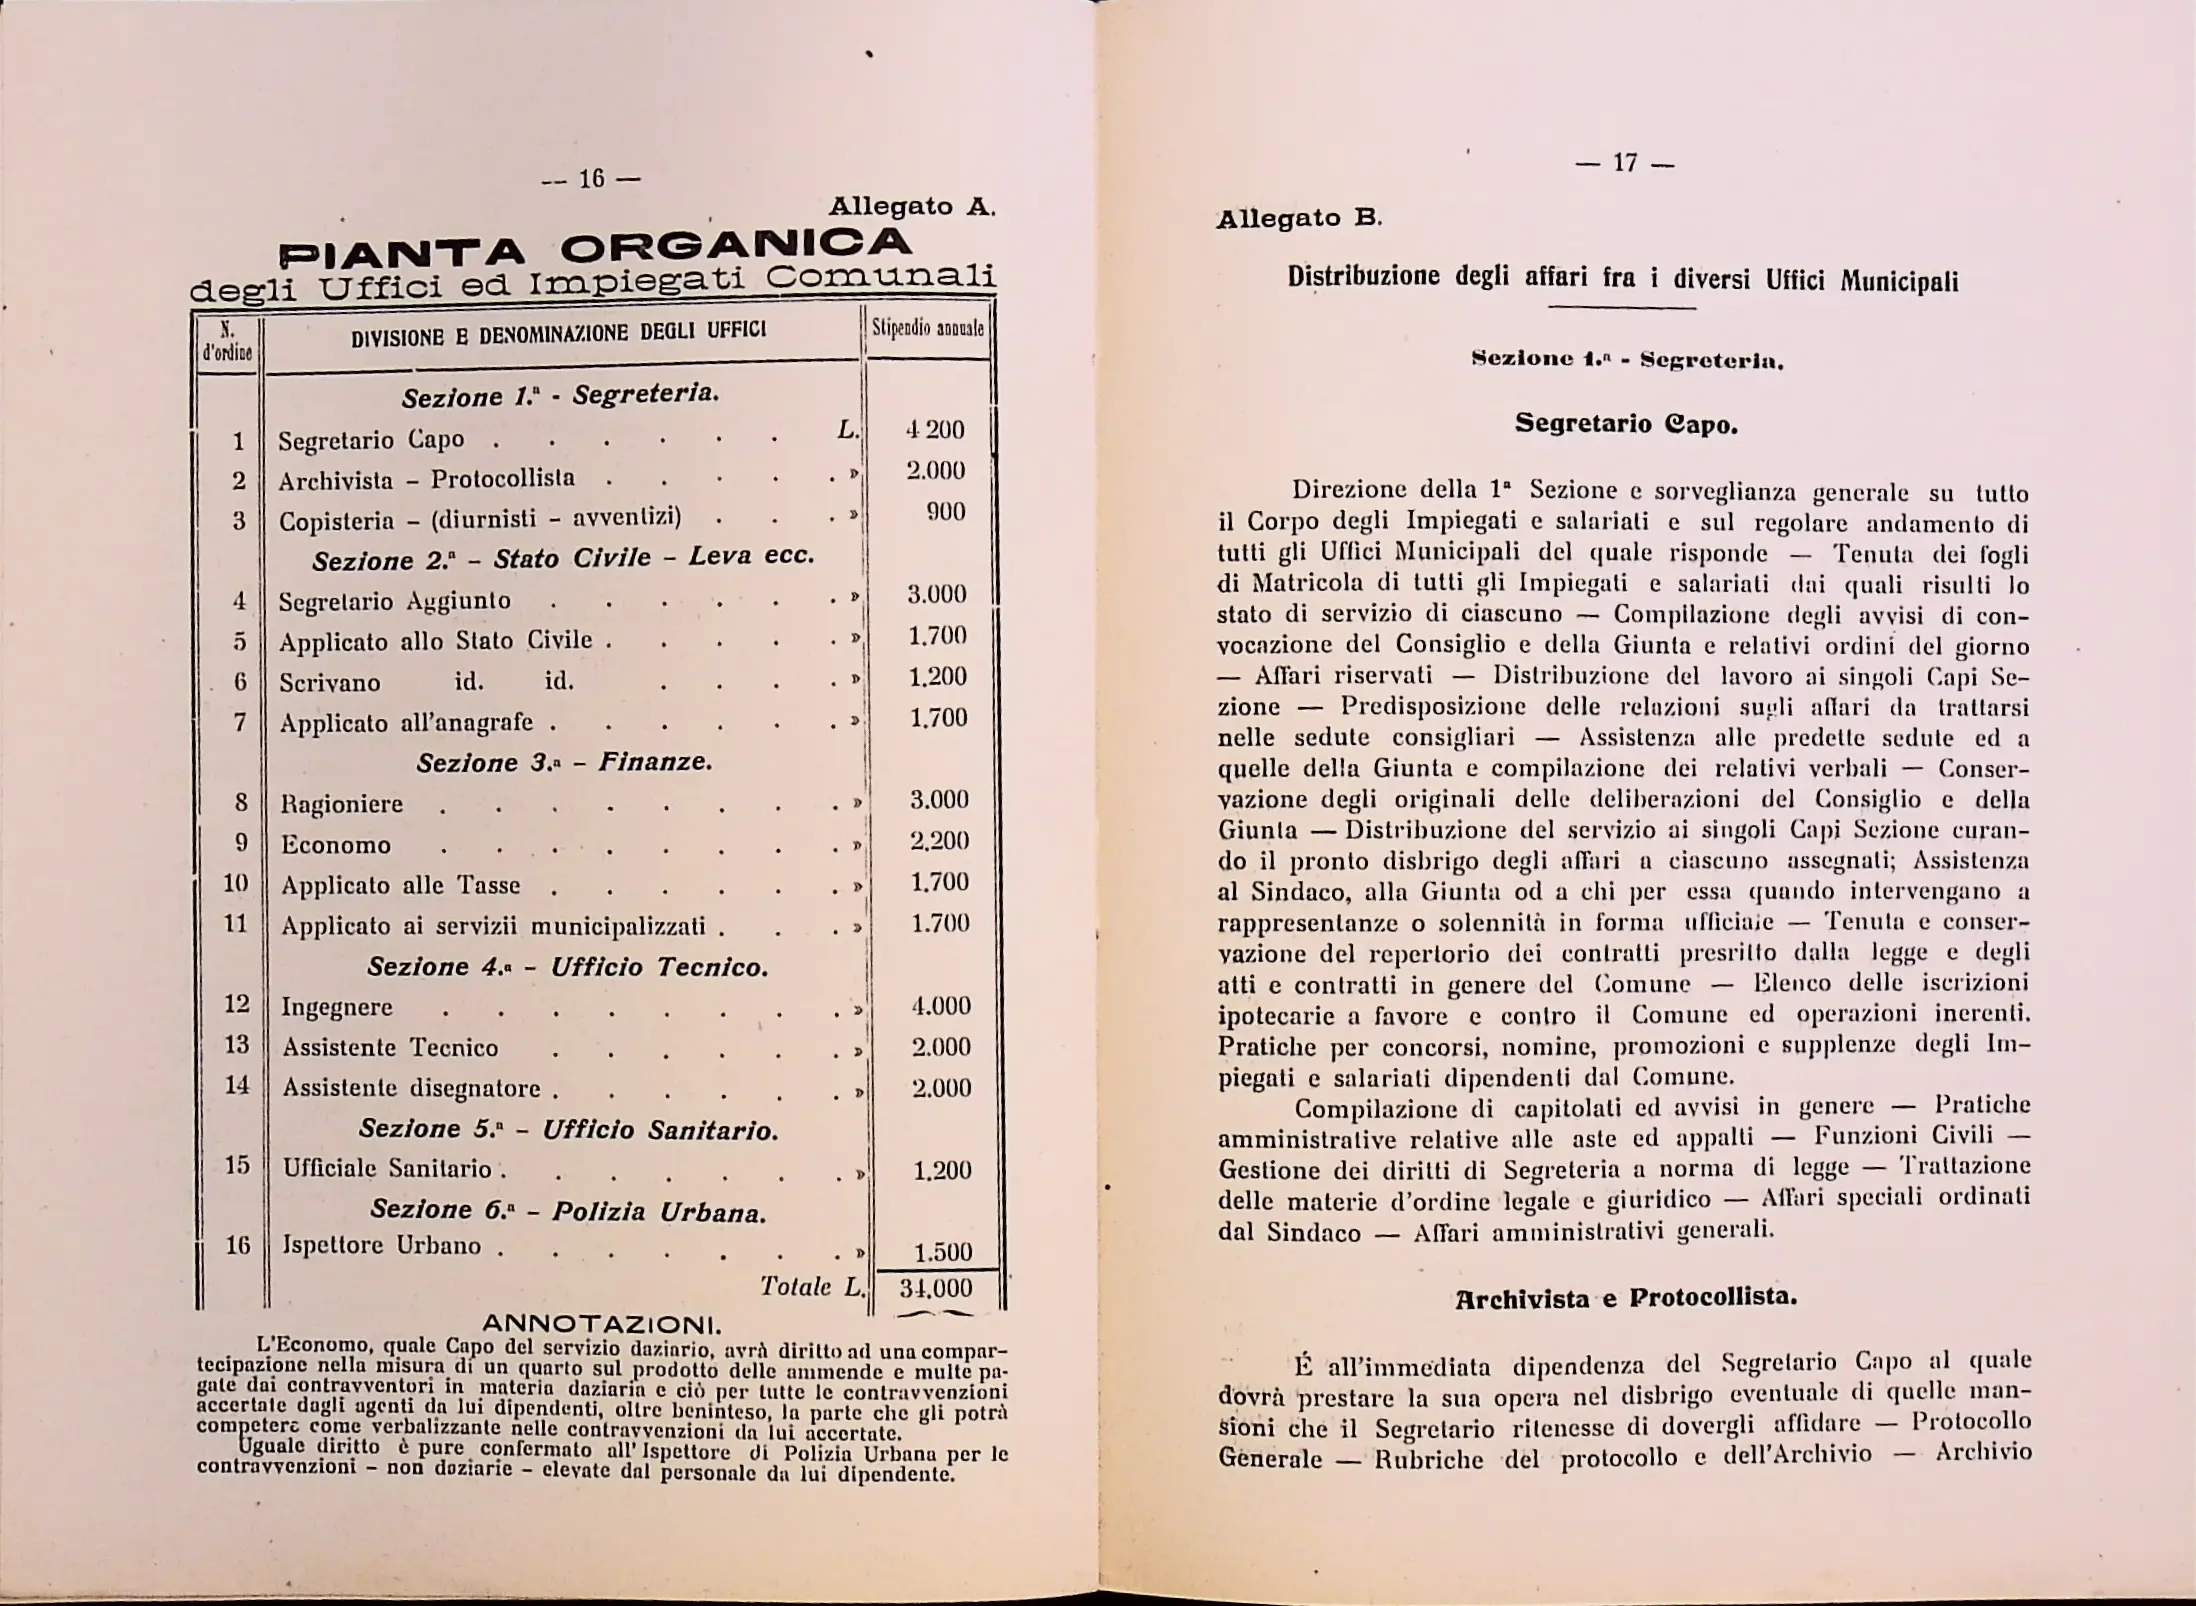 -- 16 —
Allegato A.
PIANTA ORGANICA
degli Uffici ed Impiegati Comunali
N. d'ordine DIVISIONE E DENOMINAZIONE DEGLI UFFICI Stipendio annuale
Sezione 1.ª - Segreteria.
1 Segretario Capo . . . . . . L. 4 200
2 Archivista - Protocollista . . . . . » 2.000
3 Copisteria - (diurnisti - avventizi) . . . » 900
Sezione 2.ª - Stato Civile - Leva ecc.
4 Segretario Aggiunto . . . . . . » 3.000
5 Applicato allo Stato Civile . . . . . » 1.700
6 Scrivano id. id. . . . . » 1.200
7 Applicato all'anagrafe . . . . . . » 1.700
Sezione 3.ª - Finanze.
8 Ragioniere . . . . . . . . » 3.000
9 Economo . . . . . . . . » 2.200
10 Applicato alle Tasse . . . . . . » 1.700
11 Applicato ai servizii municipalizzati . . . » 1.700
Sezione 4.ª - Ufficio Tecnico.
12 Ingegnere . . . . . . . . » 4.000
13 Assistente Tecnico . . . . . . » 2.000
14 Assistente disegnatore . . . . . . » 2.000
Sezione 5.ª - Ufficio Sanitario.
15 Ufficiale Sanitario . . . . . . . » 1.200
Sezione 6.ª - Polizia Urbana.
16 Ispettore Urbano . . . . . . . » 1.500
Totale L. 34.000
ANNOTAZIONI.
L'Economo, quale Capo del servizio daziario, avrà diritto ad una compar-
tecipazione nella misura di un quarto sul prodotto delle ammende e multe pa-
gate dai contravventori in materia daziaria e ciò per tutte le contravvenzioni
accertate dagli agenti da lui dipendenti, oltre beninteso, la parte che gli potrà
competere come verbalizzante nelle contravvenzioni da lui accertate.
Uguale diritto è pure confermato all'Ispettore di Polizia Urbana per le
contravvenzioni - non daziarie - elevate dal personale da lui dipendente.
— 17 —
Allegato B.
Distribuzione degli affari fra i diversi Uffici Municipali
Sezione 1.ª - Segreteria.
Segretario Capo.
Direzione della 1ª Sezione e sorveglianza generale su tutto
il Corpo degli Impiegati e salariati e sul regolare andamento di
tutti gli Uffici Municipali del quale risponde — Tenuta dei fogli
di Matricola di tutti gli Impiegati e salariati dai quali risulti lo
stato di servizio di ciascuno — Compilazione degli avvisi di con-
vocazione del Consiglio e della Giunta e relativi ordini del giorno
— Affari riservati — Distribuzione del lavoro ai singoli Capi Se-
zione — Predisposizione delle relazioni sugli affari da trattarsi
nelle sedute consigliari — Assistenza alle predette sedute ed a
quelle della Giunta e compilazione dei relativi verbali — Conser-
vazione degli originali delle deliberazioni del Consiglio e della
Giunta — Distribuzione del servizio ai singoli Capi Sezione curan-
do il pronto disbrigo degli affari a ciascuno assegnati; Assistenza
al Sindaco, alla Giunta od a chi per essa quando intervengano a
rappresentanze o solennità in forma ufficiale — Tenuta e conser-
vazione del repertorio dei contratti presritto dalla legge e degli
atti e contratti in genere del Comune — Elenco delle iscrizioni
ipotecarie a favore e contro il Comune ed operazioni inerenti.
Pratiche per concorsi, nomine, promozioni e supplenze degli Im-
piegati e salariati dipendenti dal Comune.
Compilazione di capitolati ed avvisi in genere — Pratiche
amministrative relative alle aste ed appalti — Funzioni Civili —
Gestione dei diritti di Segreteria a norma di legge — Trattazione
delle materie d'ordine legale e giuridico — Affari speciali ordinati
dal Sindaco — Affari amministrativi generali.
Archivista e Protocollista.
É all'immediata dipendenza del Segretario Capo al quale
dovrà prestare la sua opera nel disbrigo eventuale di quelle man-
sioni che il Segretario ritenesse di dovergli affidare — Protocollo
Generale — Rubriche del protocollo e dell'Archivio — Archivio